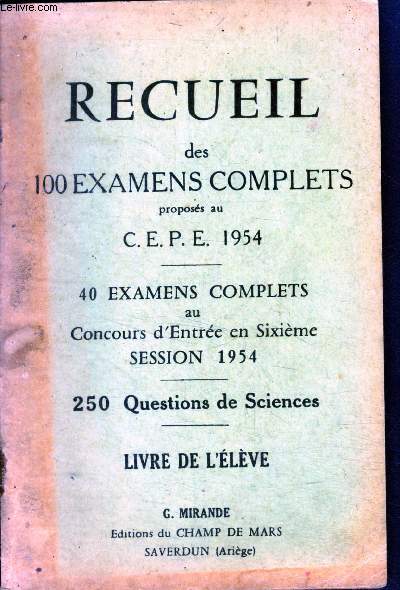 Le-livre.com
RECUEIL
des
100 EXAMENS COMPLETS
proposés au
C. E. P. E. 1954
40 EXAMENS COMPLETS
au
Concours d'Entrée en Sixième
SESSION 1954
250 Questions de Sciences
LIVRE DE L'ÉLÈVE
G. MIRANDE
Editions du CHAMP DE MARS
SAVERDUN (Ariège)